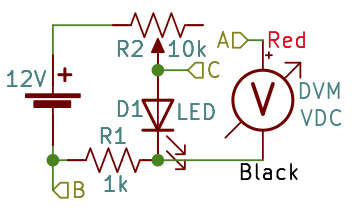 A Red
R2 10k
+
C
12V +
DVM
V
VDC
D1 LED
R1
1k
Black
B